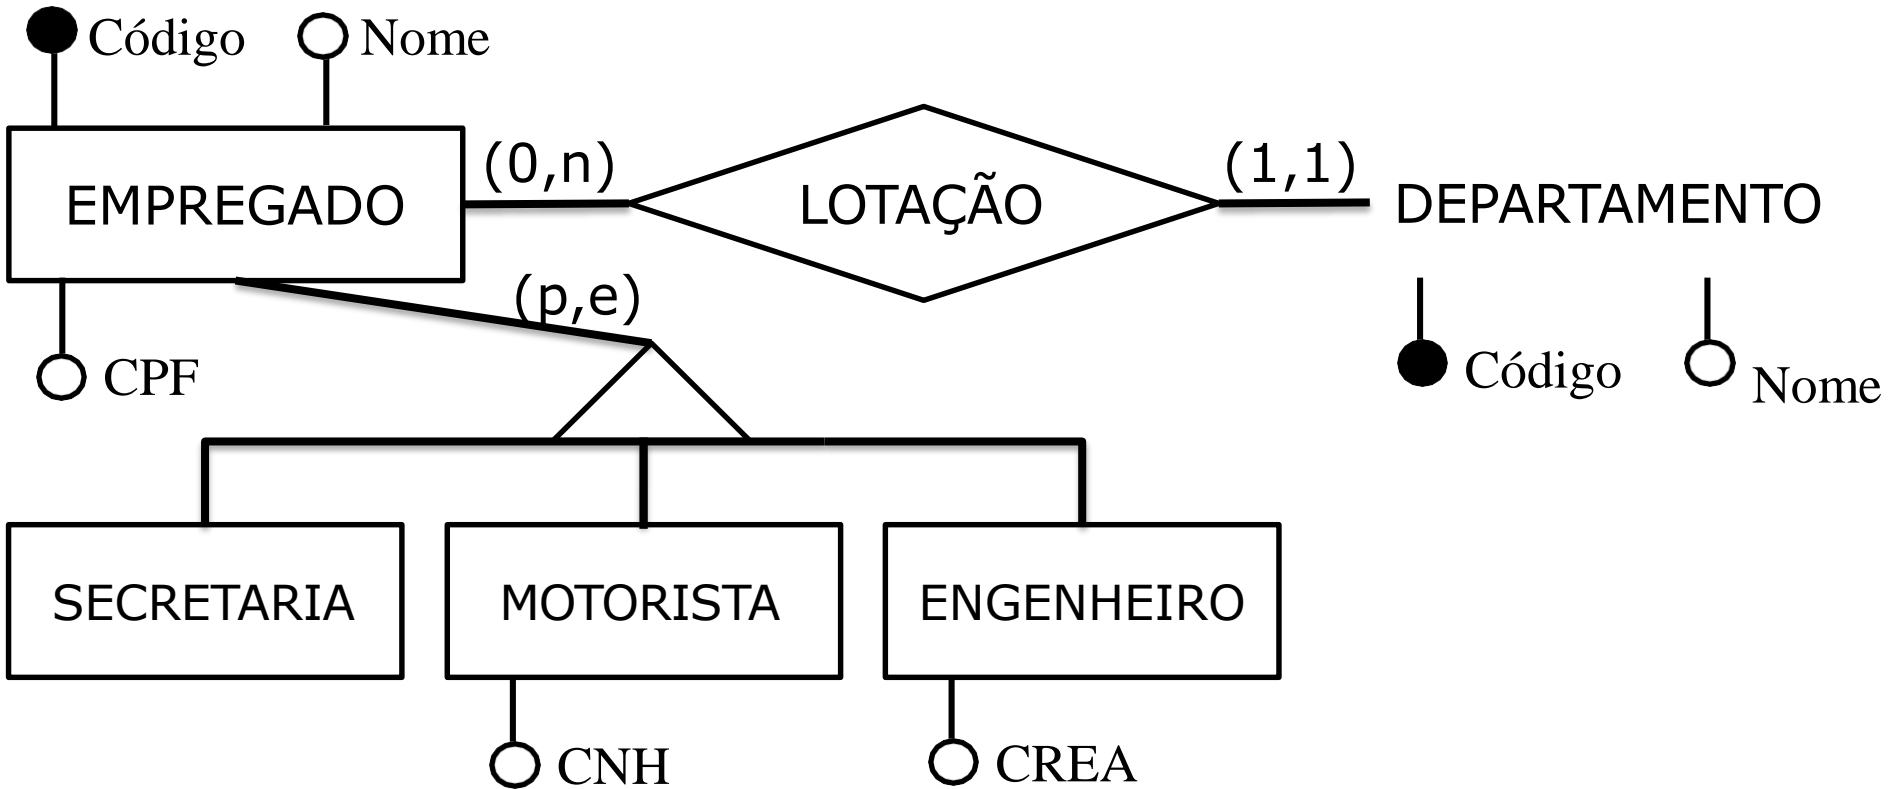 Código Nome
EMPREGADO (0,n) LOTAÇÃO (1,1) DEPARTAMENTO
(p,e)
CPF Código Nome
SECRETARIA MOTORISTA ENGENHEIRO
CNH CREA